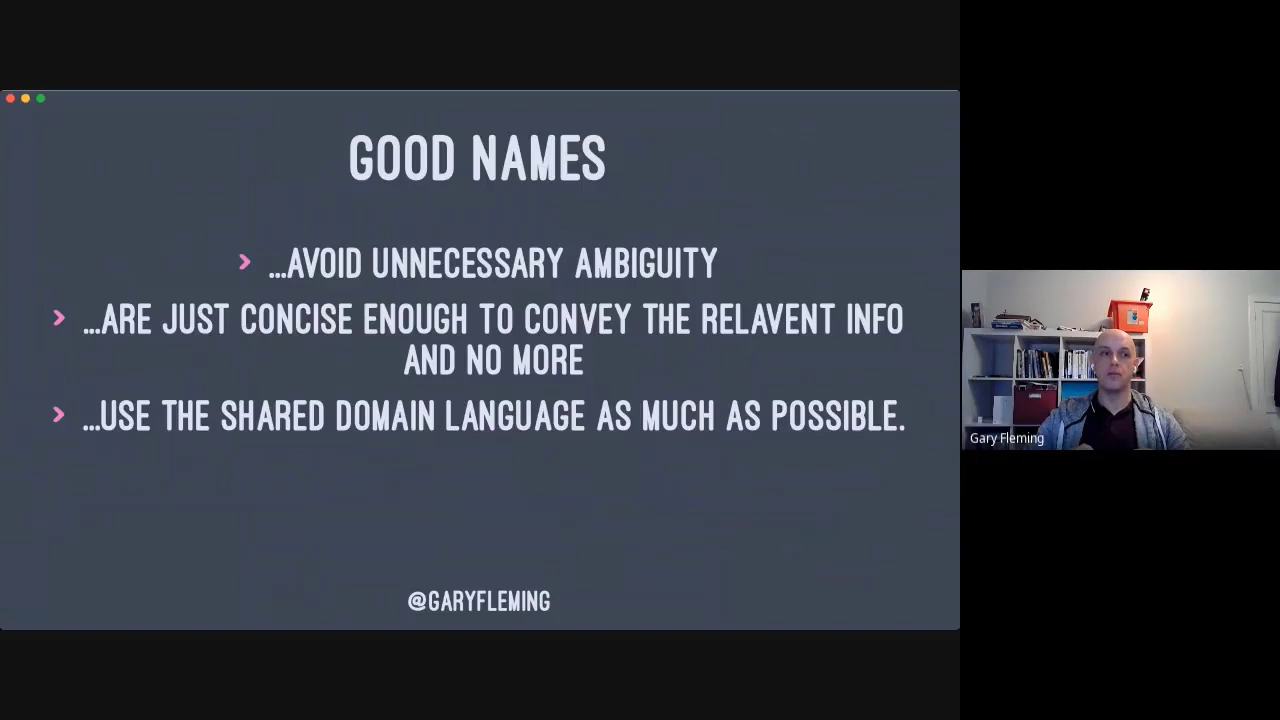 GOOD NAMES
…AVOID UNNECESSARY AMBIGUITY
…ARE JUST CONCISE ENOUGH TO CONVEY THE RELAVENT INFO
AND NO MORE
…USE THE SHARED DOMAIN LANGUAGE AS MUCH AS POSSIBLE.
@GARYFLEMING
Gary Fleming